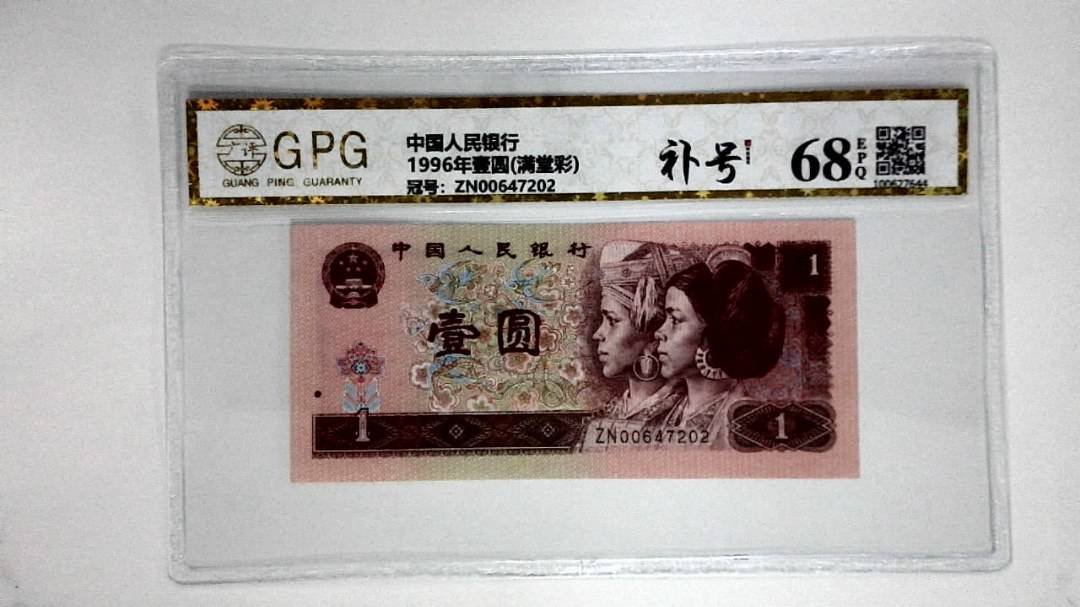 GPG
GUANG PING GUARANTY
中国人民银行
1996年壹圆(满堂彩)
冠号：ZN00647202
补号
68
EPQ
100627644
中国人民银行
1
壹圆
1
ZN00647202
1